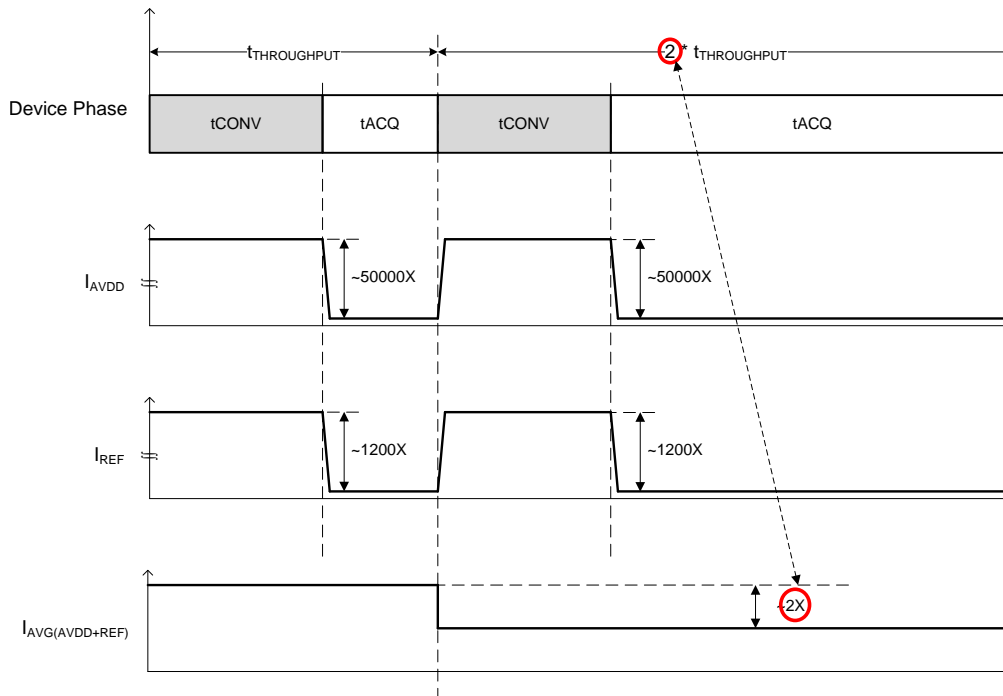 tTHROUGHPUT
2 * tTHROUGHPUT
Device Phase
tCONV
tACQ
tCONV
tACQ
IAVDD
~50000X
~50000X
IREF
~1200X
~1200X
IAVG(AVDD+REF)
~2X